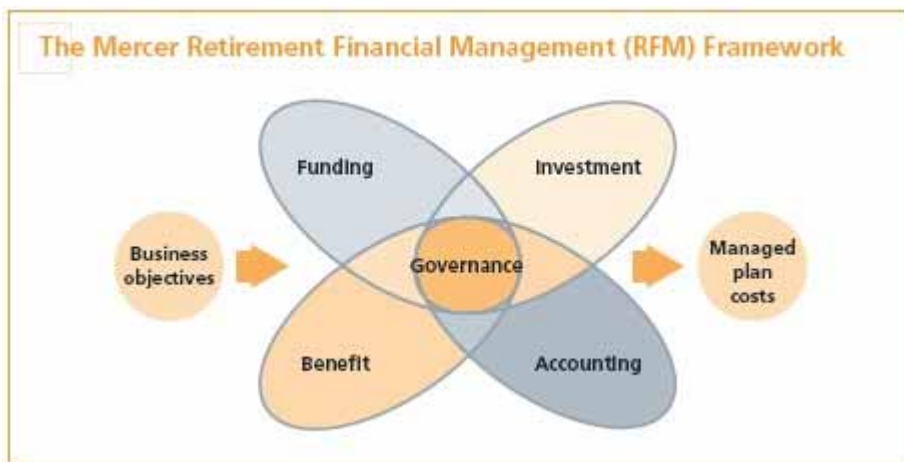 The Mercer Retirement Financial Management (RFM) Framework
Funding
Investment
Business
objectives
Governance
Managed
plan
costs
Benefit
Accounting